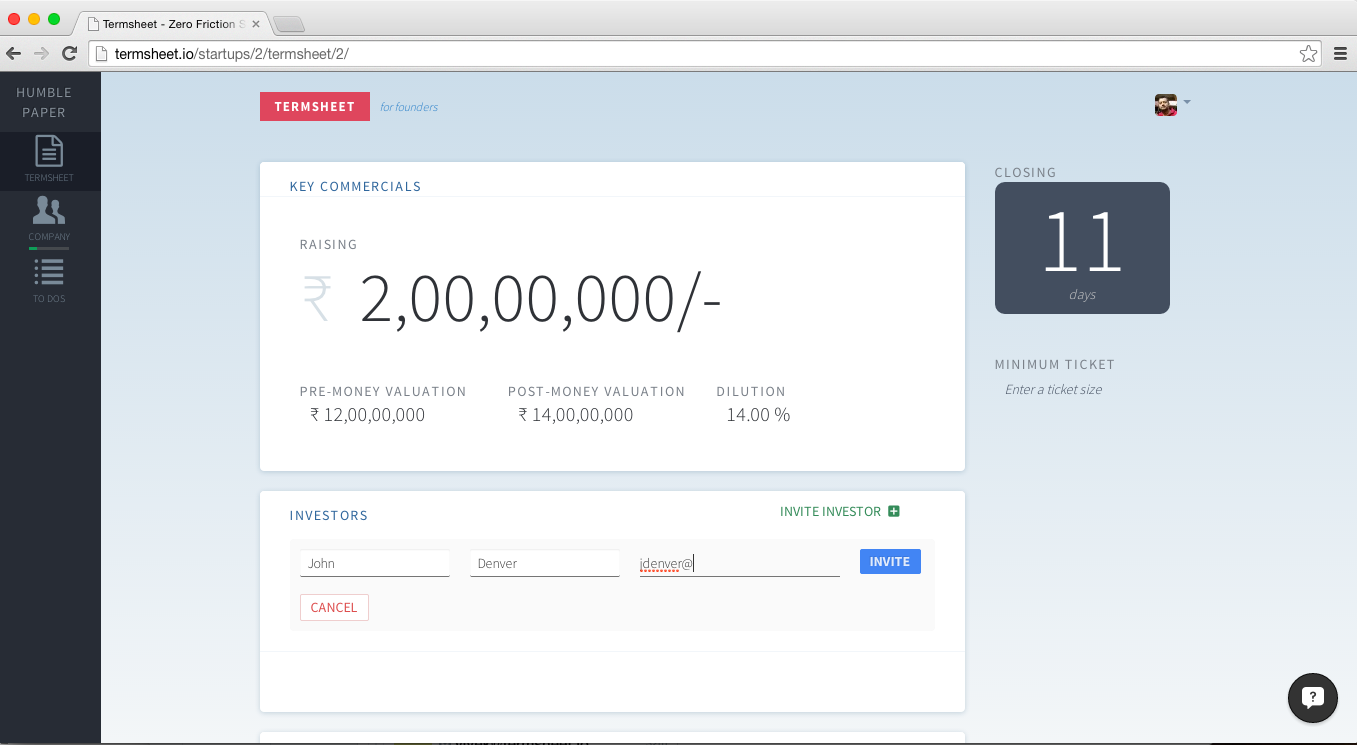 Termsheet - Zero Friction S
termsheet.io/startups/2/termsheet/2/
HUMBLE
PAPER
TERMSHEET
COMPANY
TO DOS
TERMSHEET for founders
KEY COMMERCIALS
RAISING
₹ 2,00,00,000/-
PRE-MONEY VALUATION POST-MONEY VALUATION DILUTION
₹ 12,00,00,000 ₹ 14,00,00,000 14.00 %
CLOSING
11
days
MINIMUM TICKET
Enter a ticket size
INVESTORS INVITE INVESTOR
John Denver jdenver@ INVITE
CANCEL
?